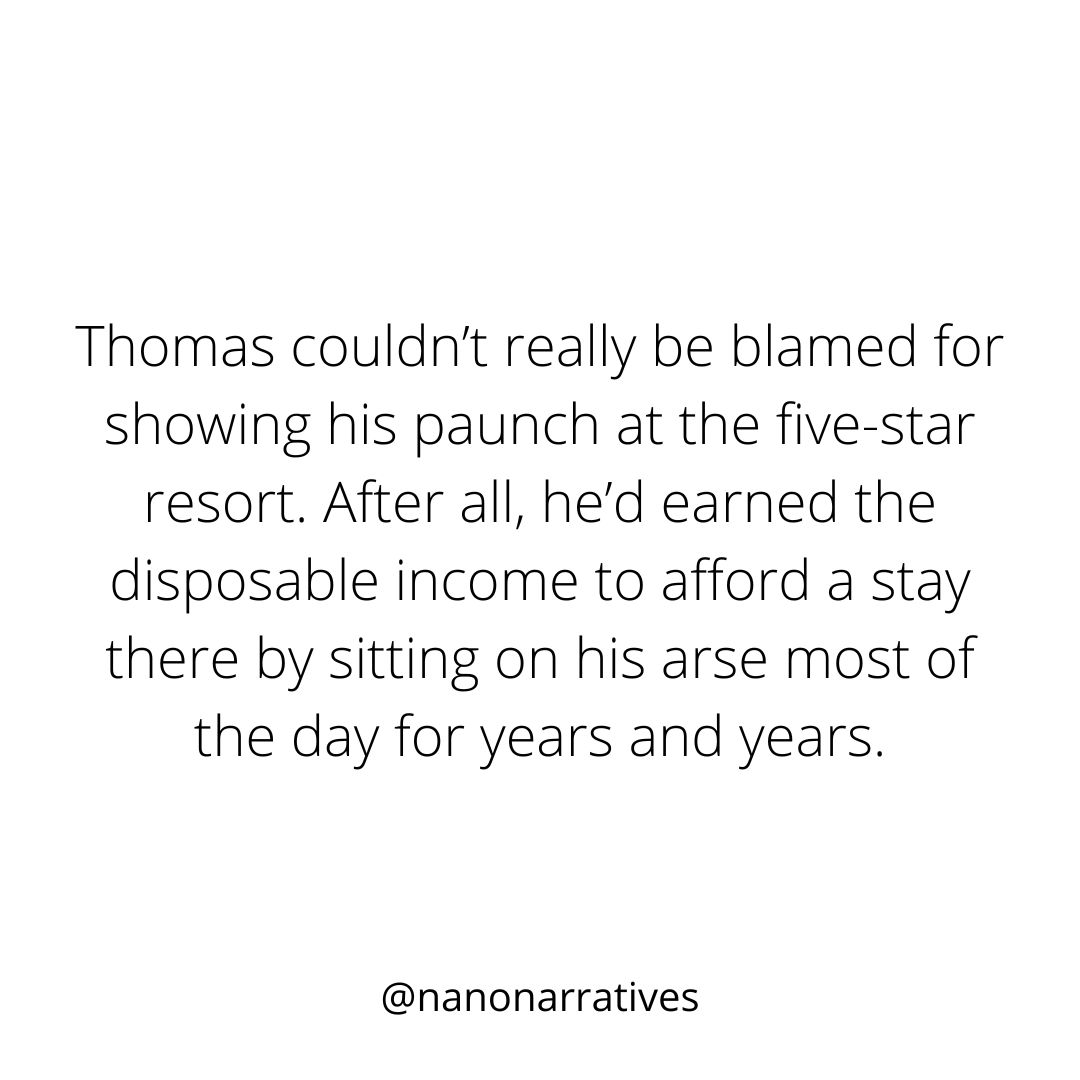 Thomas couldn’t really be blamed for
showing his paunch at the five-star
resort. After all, he’d earned the
disposable income to afford a stay
there by sitting on his arse most of
the day for years and years.
@nanonarratives